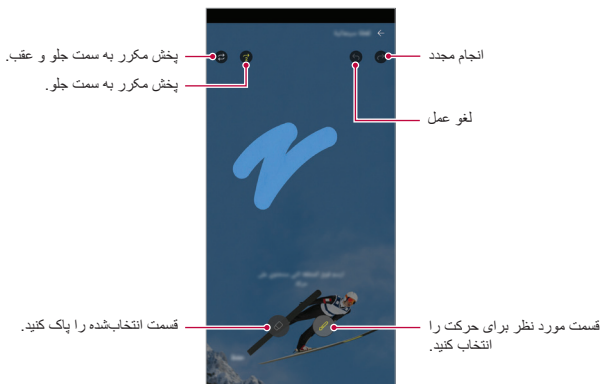 انجام مجدد
لغو عمل
پخش مکرر به سمت جلو و عقب.
پخش مکرر به سمت جلو.
قسمت مورد نظر برای حرکت را
انتخاب کنید.
قسمت انتخاب‌شده را پاک کنید.